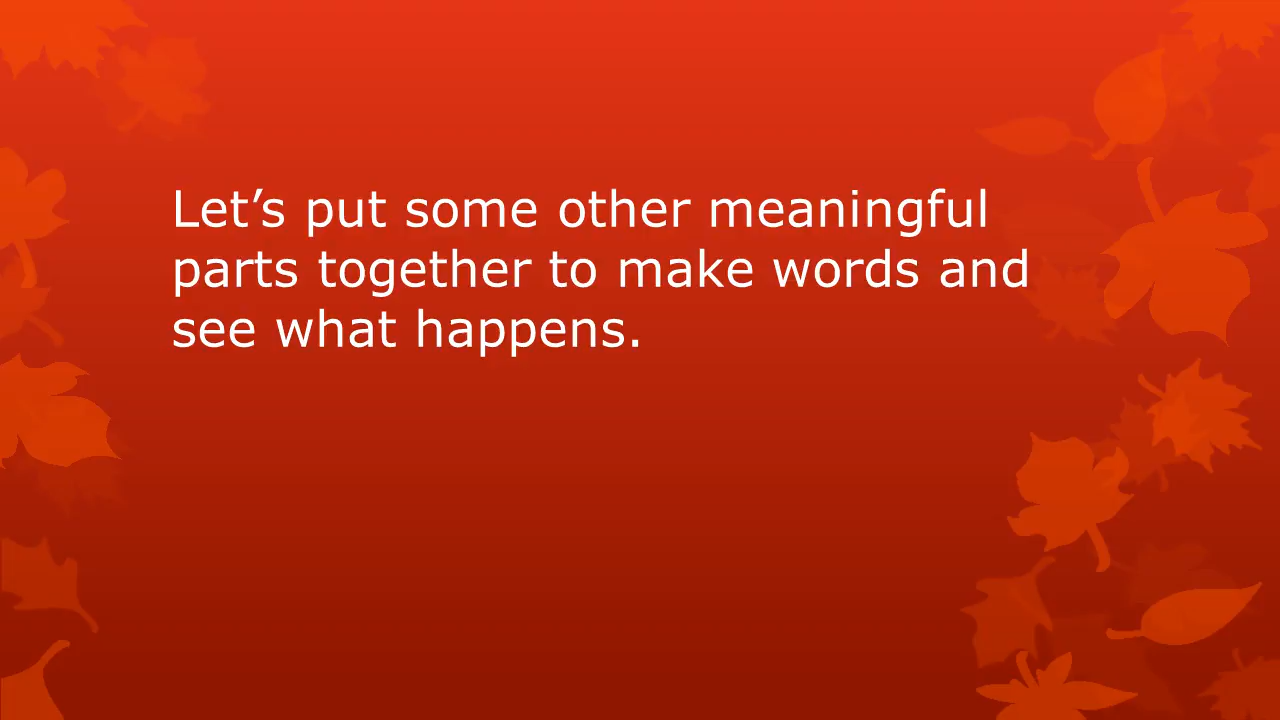 Let’s put some other meaningful
parts together to make words and
see what happens.